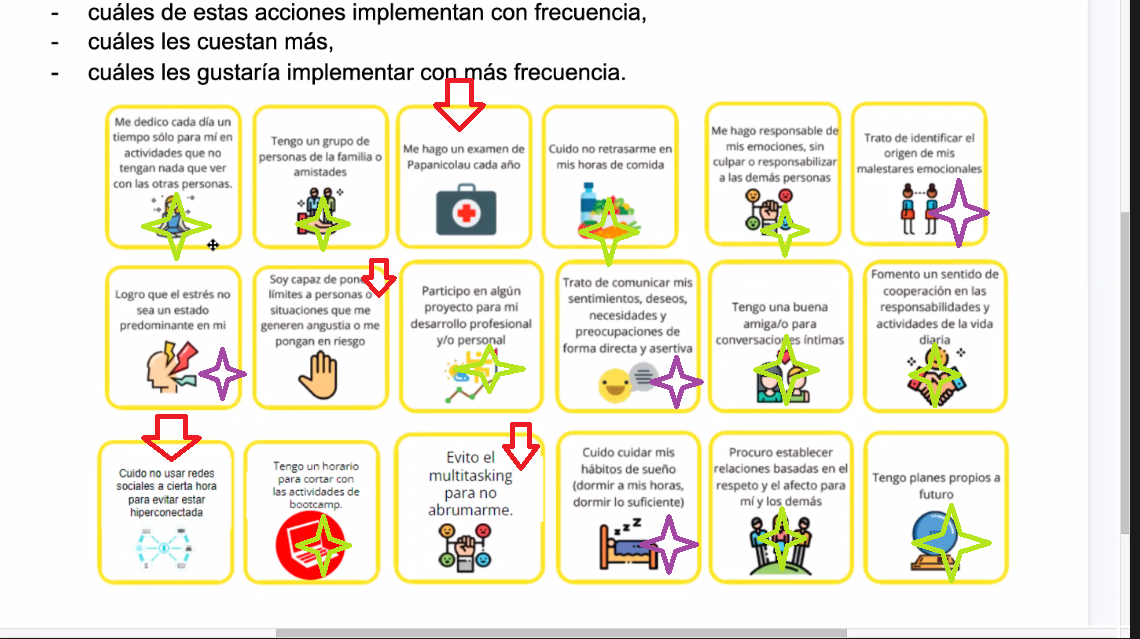 - cuáles de estas acciones implementan con frecuencia,
- cuáles les cuestan más,
- cuáles les gustaría implementar con más frecuencia.
Me dedico cada día un
tiempo sólo para mí en
actividades que no
tengan nada que ver
con las otras personas.
Tengo un grupo de
personas de la familia o
amistades
Me hago un examen de
Papanicolau cada año
Cuido no retrasarme en
mis horas de comida
Me hago responsable de
mis emociones, sin
culpar o responsabilizar
a las demás personas
Trato de identificar el
origen de mis
malestares emocionales
Logro que el estrés no
sea un estado
predominante en mi
Soy capaz de
límites a personas o
situaciones que me
generen angustia o me
pongan en riesgo
Participo en algún
proyecto para mi
desarrollo profesional
y/o personal
Trato de comunicar mis
sentimientos, deseos,
necesidades y
preocupaciones de
forma directa y asertiva
Tengo una buena
amiga/o para
conversaciones íntimas
Fomento un sentido de
cooperación en las
responsabilidades y
actividades de la vida
diaria
Cuido no usar redes
sociales a cierta hora
para evitar estar
hiperconectada
Tengo un horario
para cortar con
las actividades de
bootcamp.
Evito el
multitasking
para no
abrumarme.
Cuido cuidar mis
hábitos de sueño
(dormir a mis horas,
dormir lo suficiente)
zzZ
Procuro establecer
relaciones basadas en el
respeto y el afecto para
mí y los demás
Tengo planes propios a
futuro